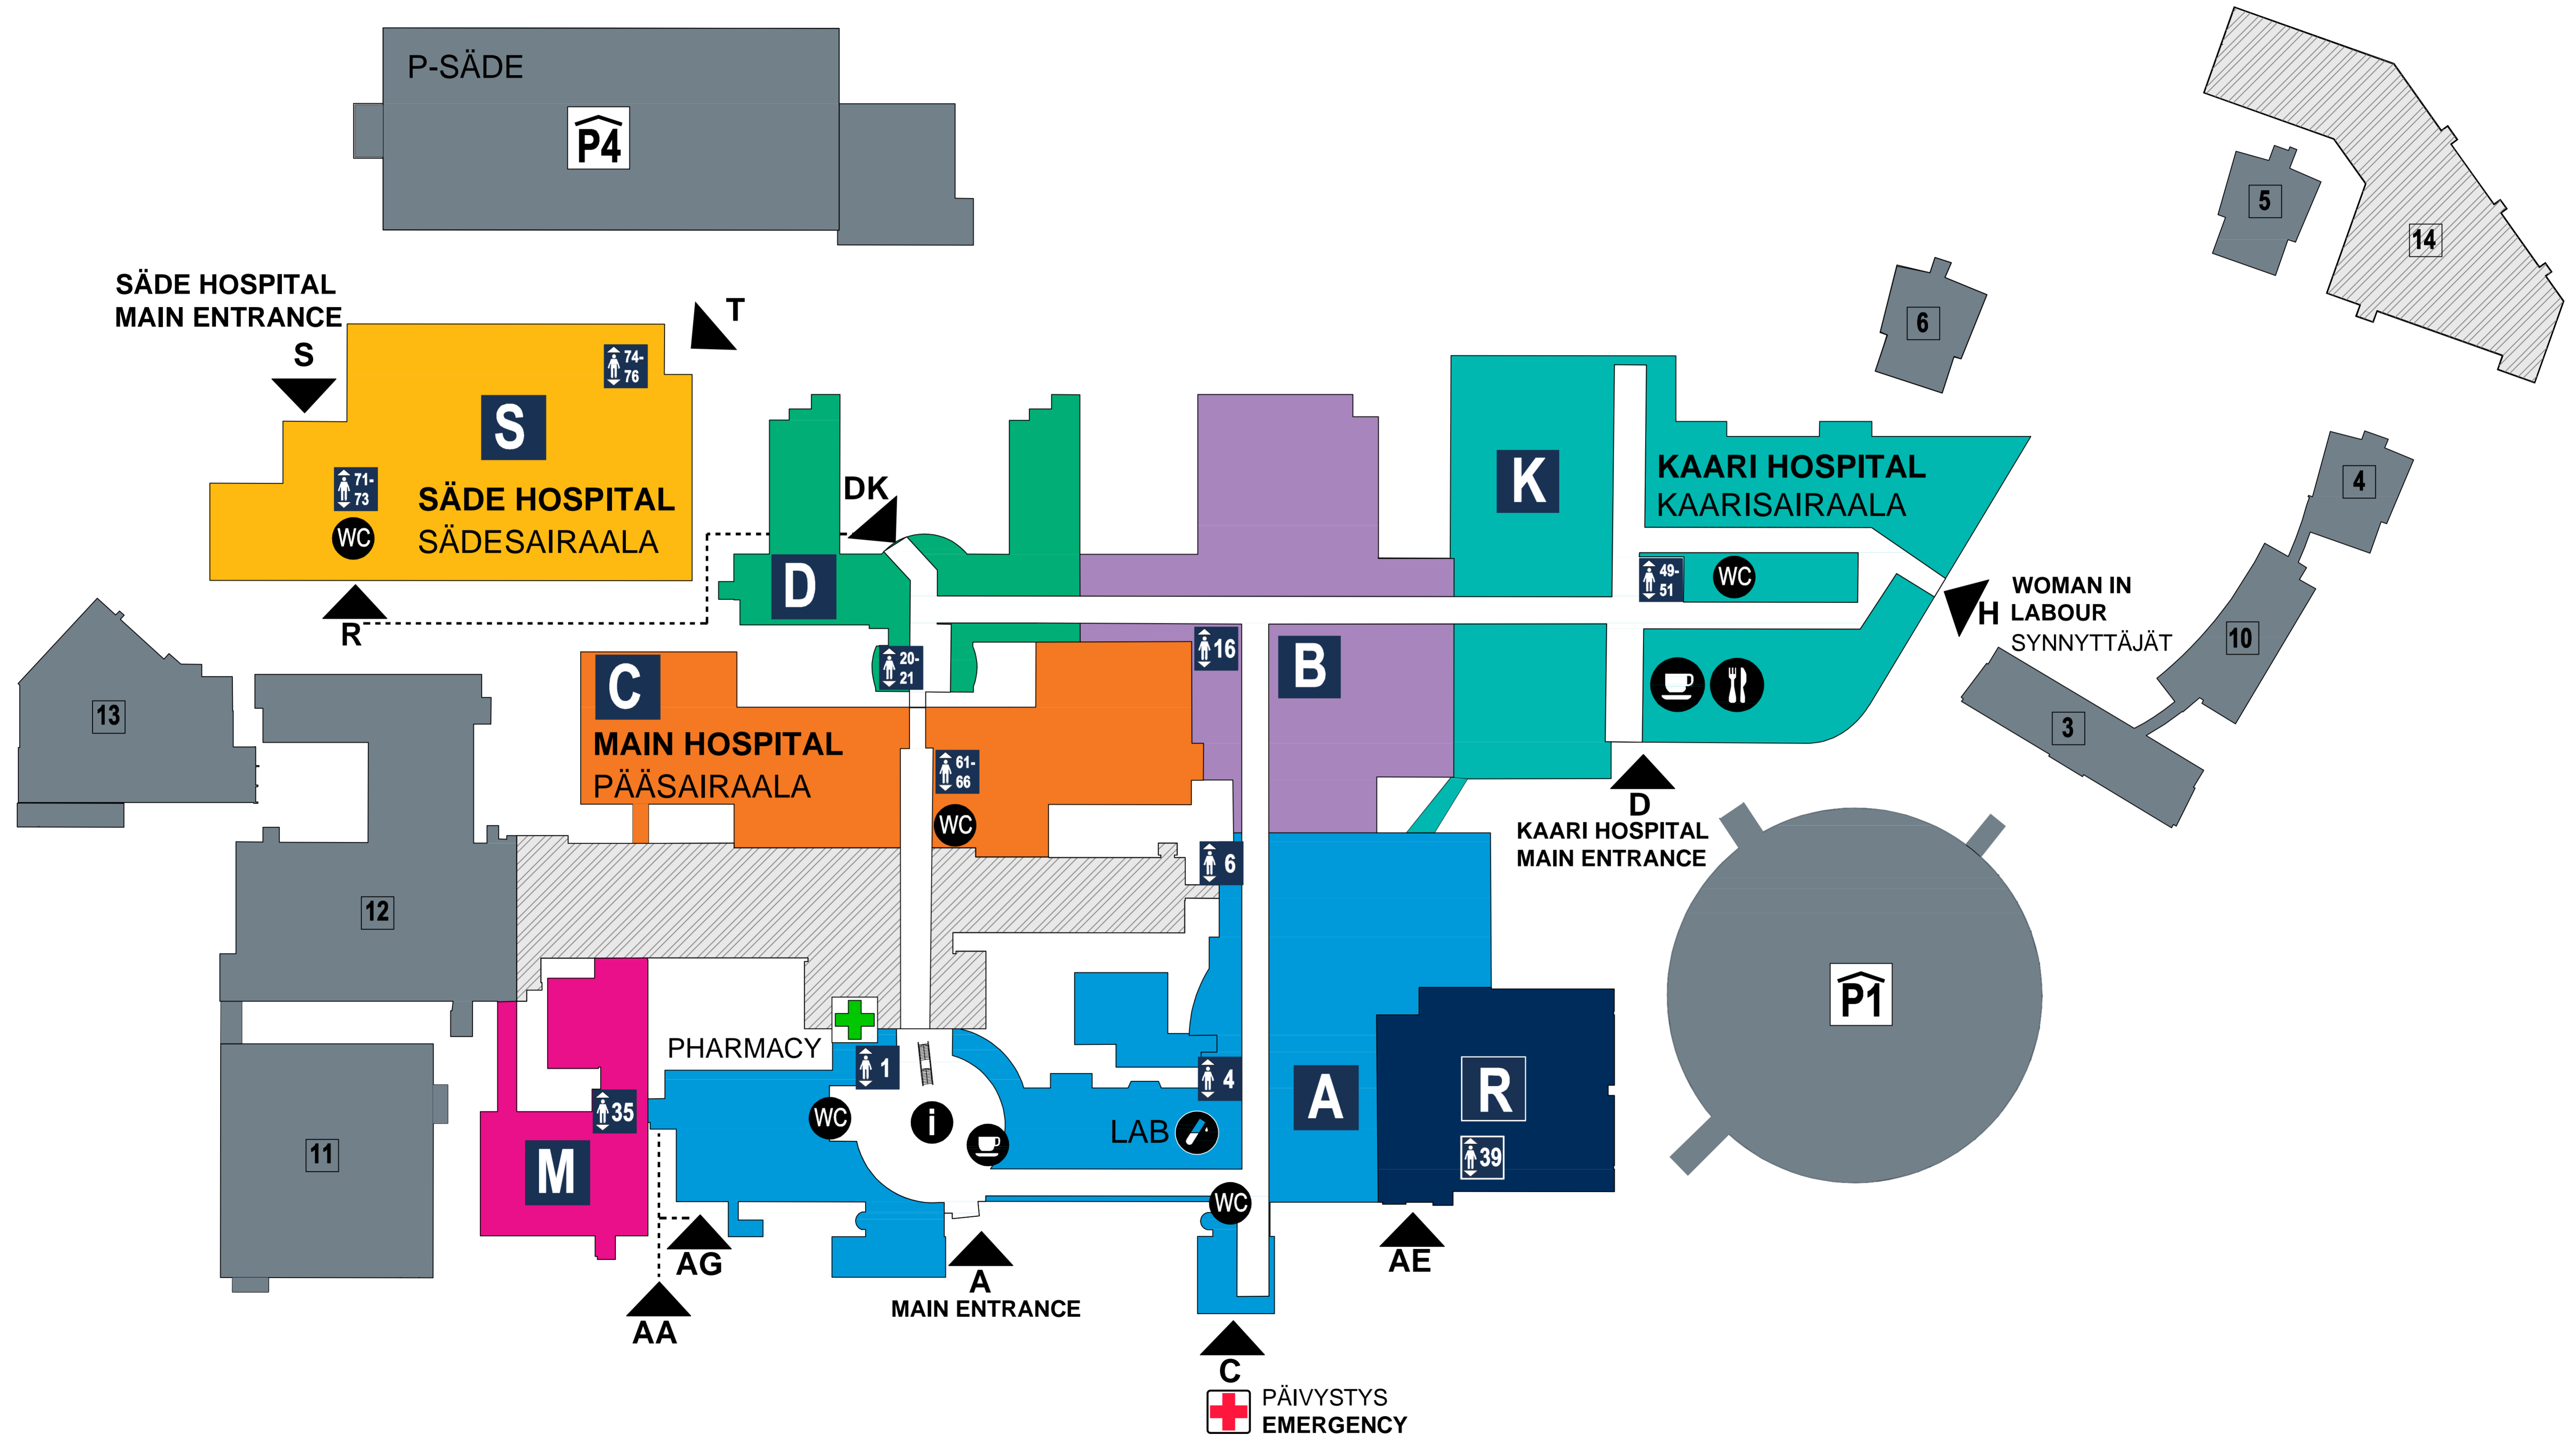 P-SÄDE
P4
5
14
6
SÄDE HOSPITAL
MAIN ENTRANCE
S
T
74-
76
S
71-
73
WC
SÄDE HOSPITAL
SÄDESAIRAALA
R
DK
D
K
KAARI HOSPITAL
KAARISAIRAALA
49-
51
WC
4
H
WOMAN IN
LABOUR
SYNNYTTÄJÄT
10
3
13
C
MAIN HOSPITAL
PÄÄSAIRAALA
20-
21
16
B
61-
66
WC
D
KAARI HOSPITAL
MAIN ENTRANCE
6
12
P1
PHARMACY
1
4
WC
i
LAB
A
R
39
35
M
11
WC
AG
AA
A
MAIN ENTRANCE
AE
C
PÄIVYSTYS
EMERGENCY